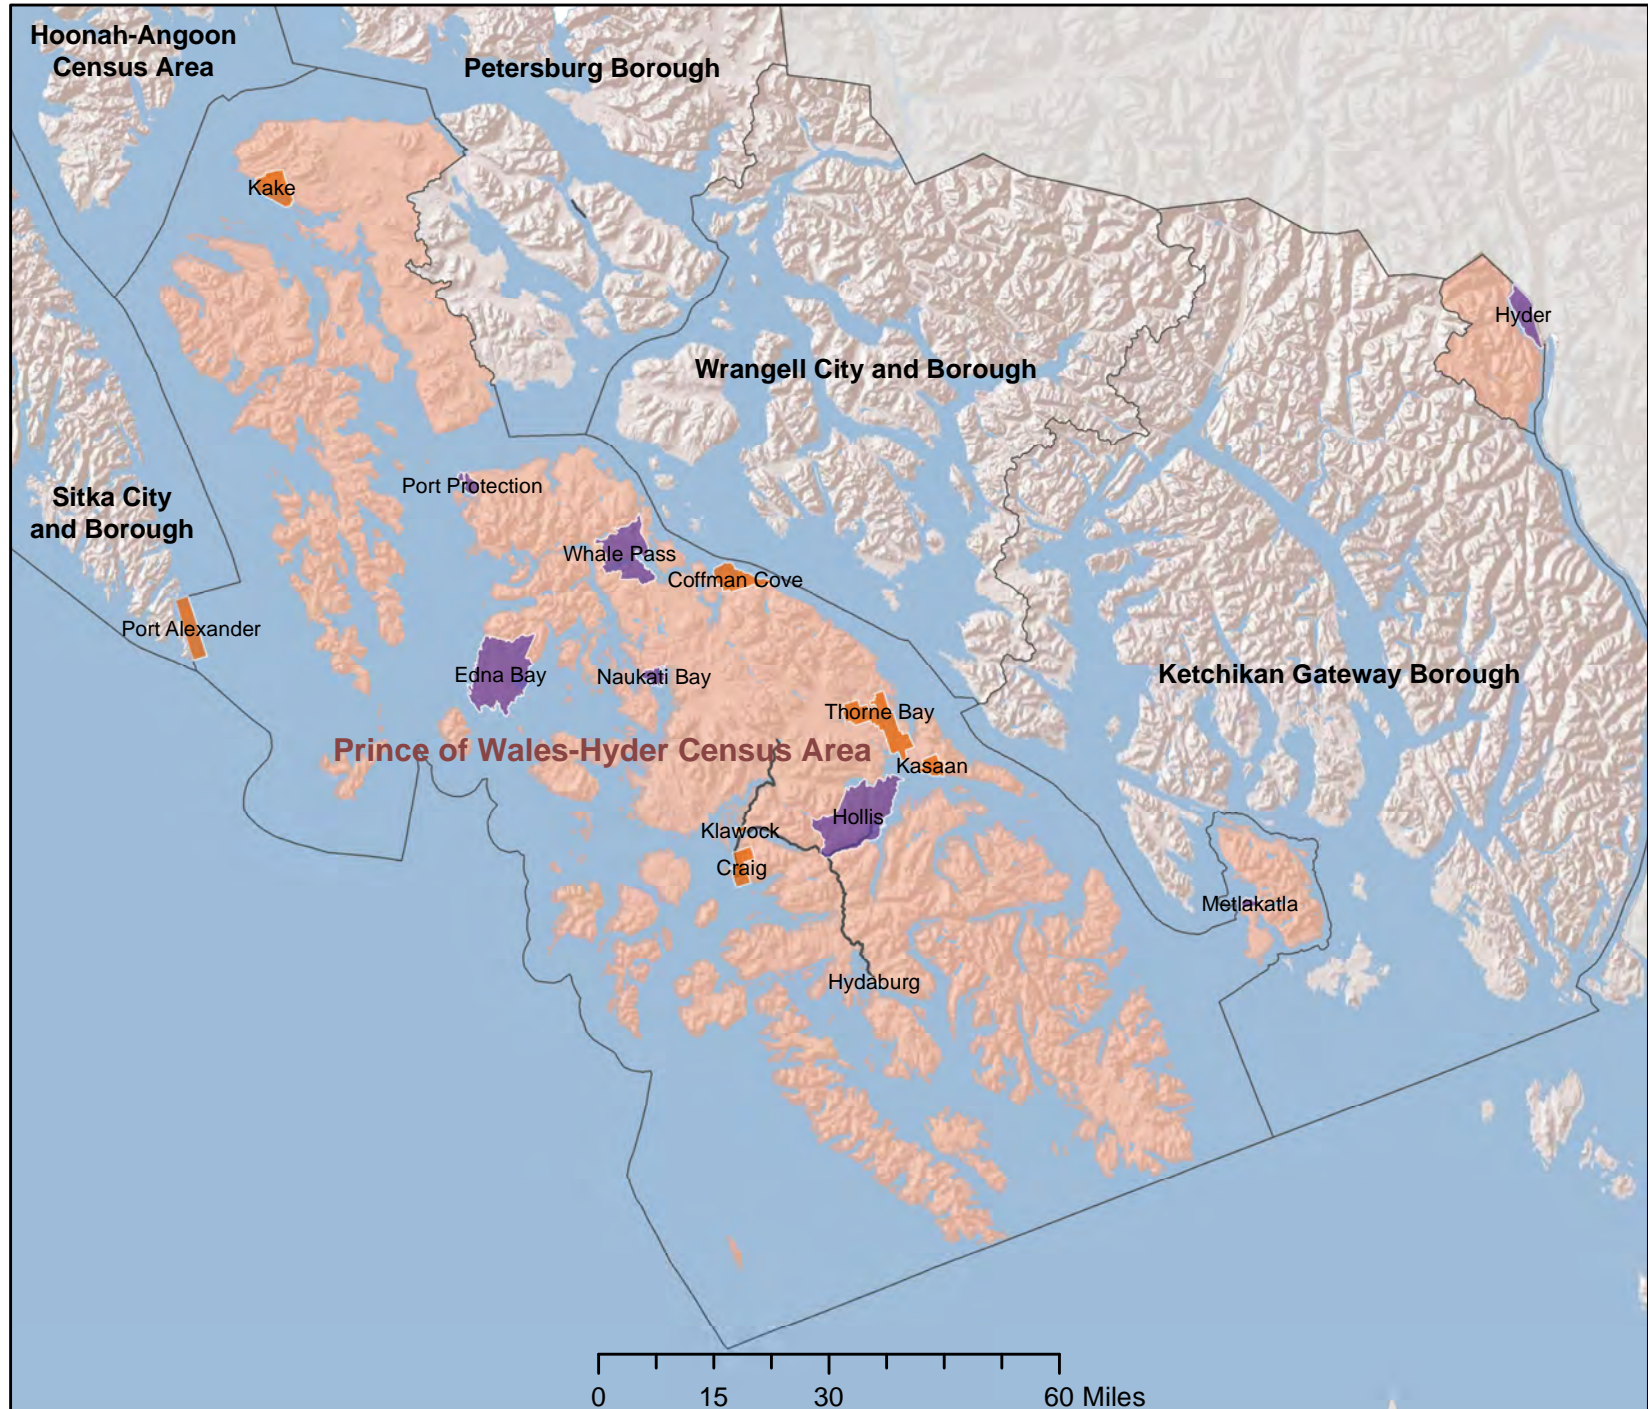 Hoonah-Angoon
Census Area
Petersburg Borough
Kake
Hyder
Wrangell City and Borough
Port Protection
Sitka City
and Borough
Whale Pass
Coffman Cove
Port Alexander
Edna Bay
Naukati Bay
Ketchikan Gateway Borough
Thorne Bay
Prince of Wales-Hyder Census Area
Kasaan
Hollis
Klawock
Craig
Metlakatla
Hydaburg
0 15 30 60 Miles